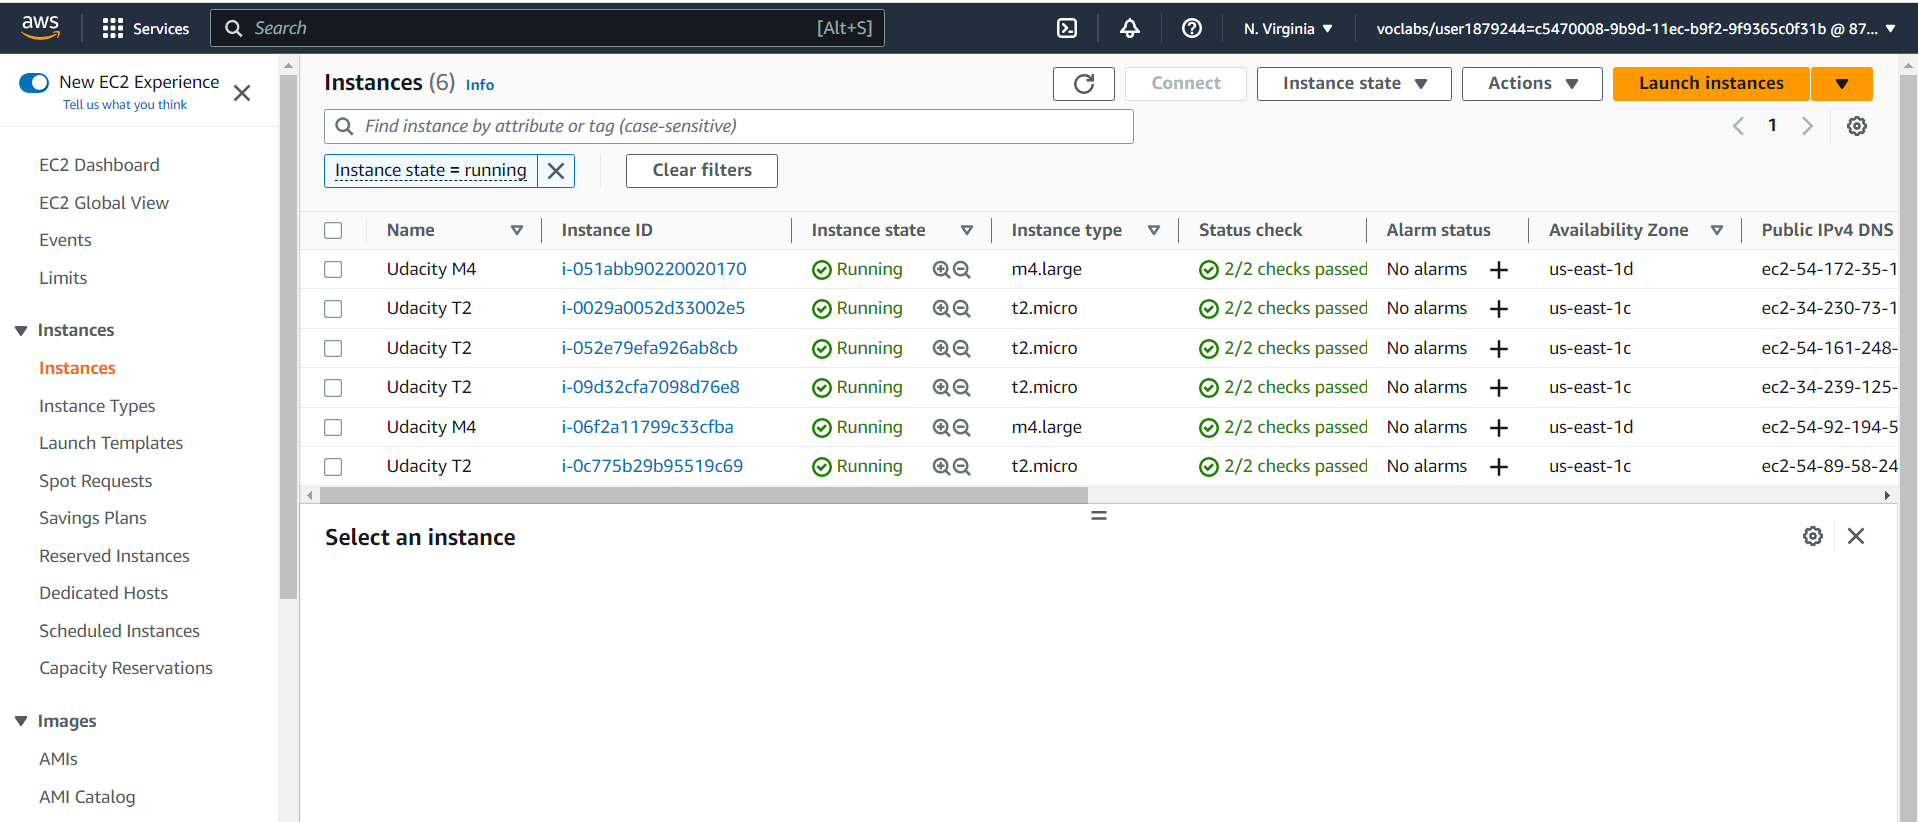 aws
Services
Search
[Alt+S]
N. Virginia
voclabs/user1879244=c5470008-9b9d-11ec-b9f2-9f9365c0f31b @ 87...
New EC2 Experience
Tell us what you think
EC2 Dashboard
EC2 Global View
Events
Limits
Instances
Instances
Instance Types
Launch Templates
Spot Requests
Savings Plans
Reserved Instances
Dedicated Hosts
Scheduled Instances
Capacity Reservations
Images
AMIs
AMI Catalog
Instances (6) Info
Connect
Instance state
Actions
Launch instances
Find instance by attribute or tag (case-sensitive)
1
Instance state = running
Clear filters
Name Instance ID Instance state Instance type Status check Alarm status Availability Zone Public IPv4 DNS
Udacity M4 i-051abb90220020170 Running m4.large 2/2 checks passed No alarms + us-east-1d ec2-54-172-35-1
Udacity T2 i-0029a0052d33002e5 Running t2.micro 2/2 checks passed No alarms + us-east-1c ec2-34-230-73-1
Udacity T2 i-052e79efa926ab8cb Running t2.micro 2/2 checks passed No alarms + us-east-1c ec2-54-161-248-
Udacity T2 i-09d32cfa7098d76e8 Running t2.micro 2/2 checks passed No alarms + us-east-1c ec2-34-239-125-
Udacity M4 i-06f2a11799c33cfba Running m4.large 2/2 checks passed No alarms + us-east-1d ec2-54-92-194-5
Udacity T2 i-0c775b29b95519c69 Running t2.micro 2/2 checks passed No alarms + us-east-1c ec2-54-89-58-24
Select an instance